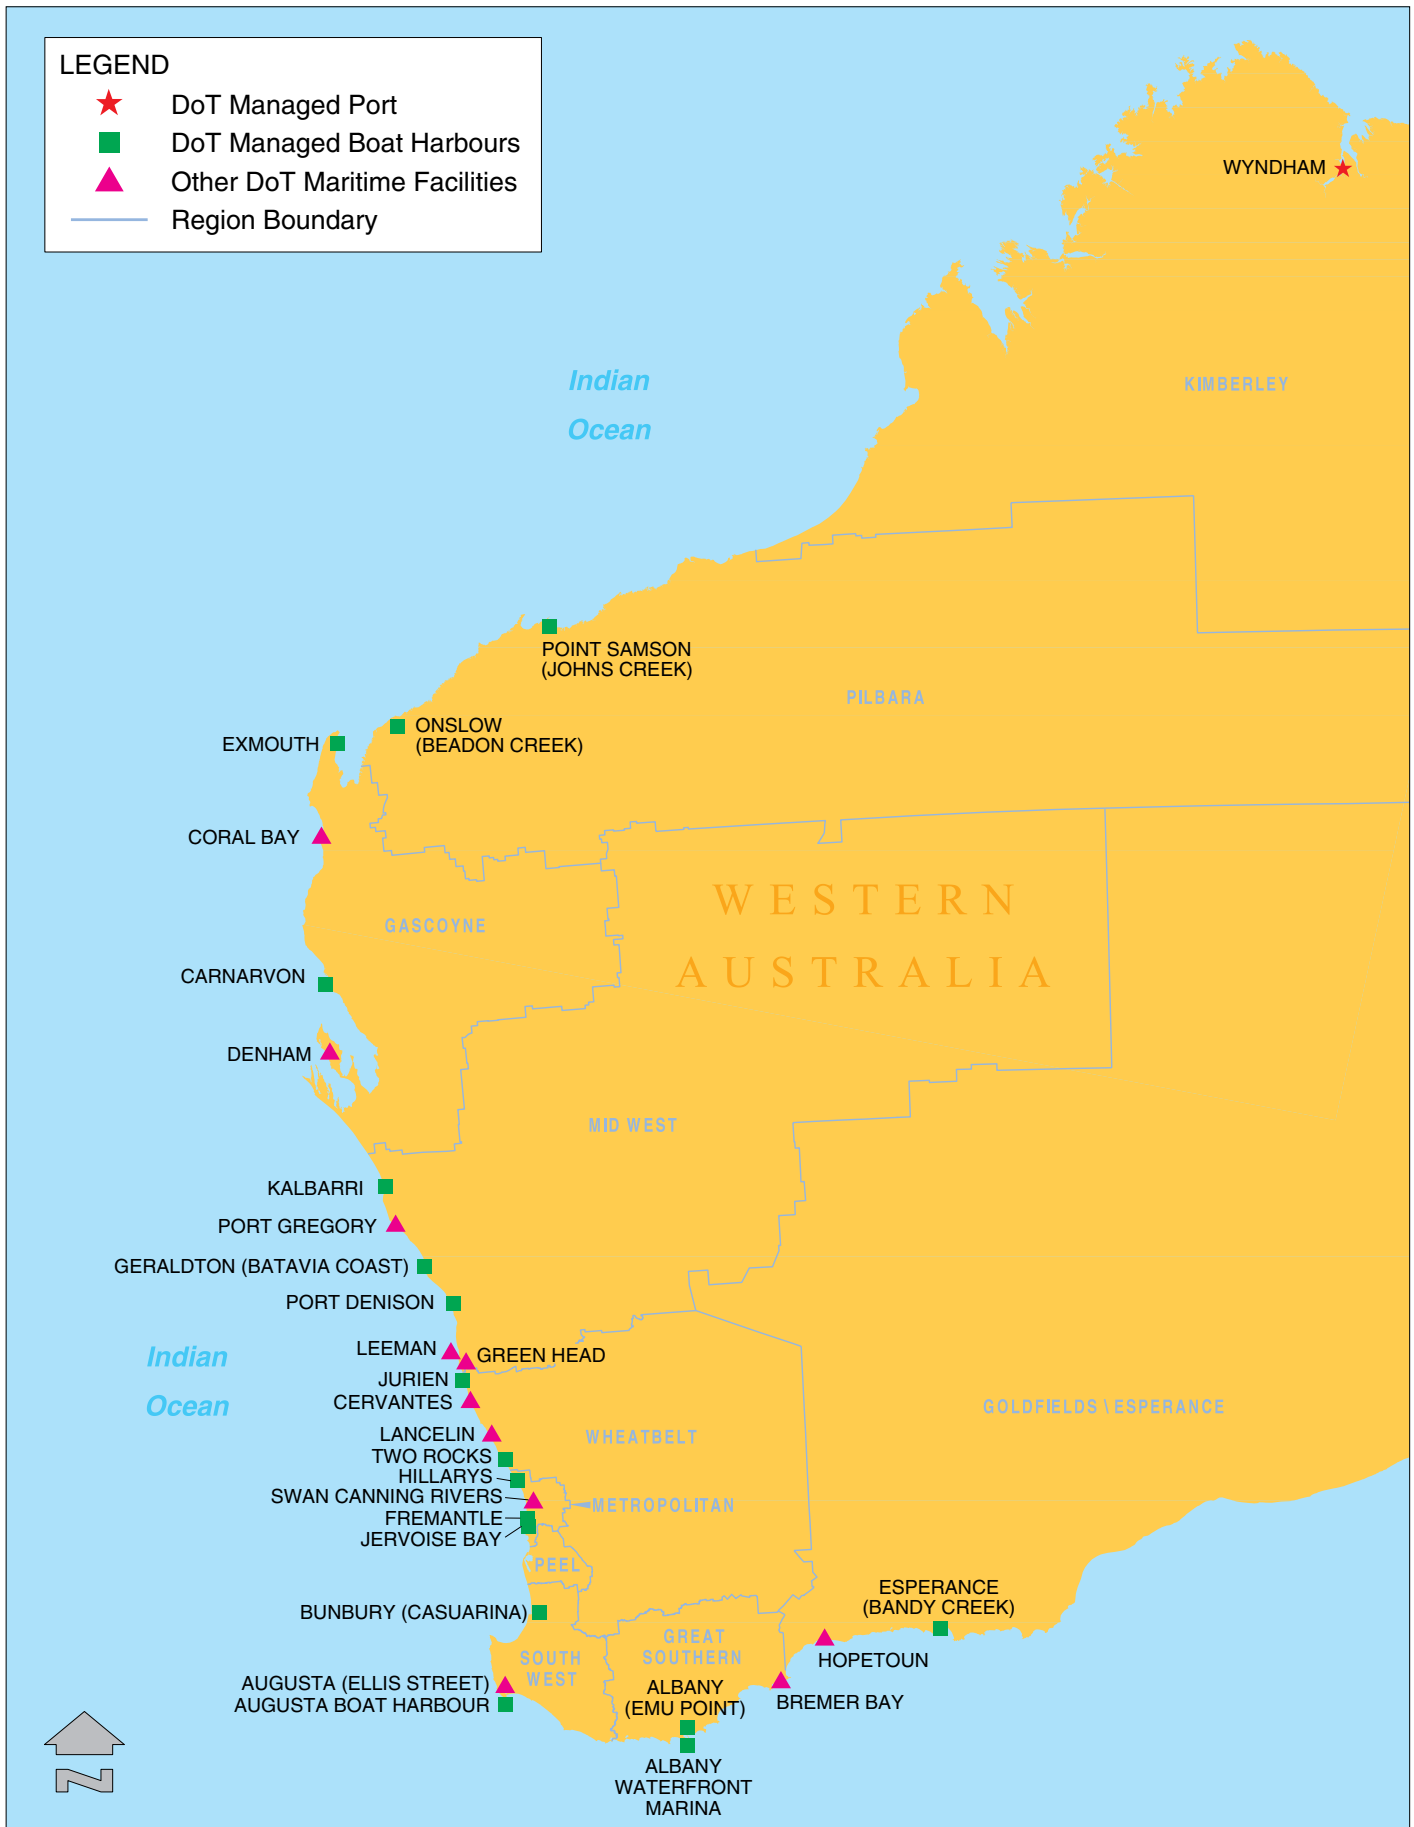 LEGEND
DoT Managed Port
DoT Managed Boat Harbours
Other DoT Maritime Facilities
Region Boundary
WYNDHAM
Indian
Ocean
KIMBERLEY
POINT SAMSON
(JOHNS CREEK)
PILBARA
ONSLOW
(BEADON CREEK)
EXMOUTH
CORAL BAY
WESTERN
AUSTRALIA
GASCOYNE
CARNARVON
DENHAM
MID WEST
KALBARRI
PORT GREGORY
GERALDTON (BATAVIA COAST)
PORT DENISON
LEEMAN
GREEN HEAD
Indian
Ocean
JURIEN
CERVANTES
GOLDFIELDS \ ESPERANCE
LANCELIN
WHEATBELT
TWO ROCKS
HILLARYS
SWAN CANNING RIVERS
METROPOLITAN
FREMANTLE
JERVOISE BAY
PEEL
ESPERANCE
(BANDY CREEK)
BUNBURY (CASUARINA)
GREAT
SOUTHERN
SOUTH
WEST
HOPETOUN
AUGUSTA (ELLIS STREET)
AUGUSTA BOAT HARBOUR
ALBANY
(EMU POINT)
BREMER BAY
ALBANY
WATERFRONT
MARINA
N